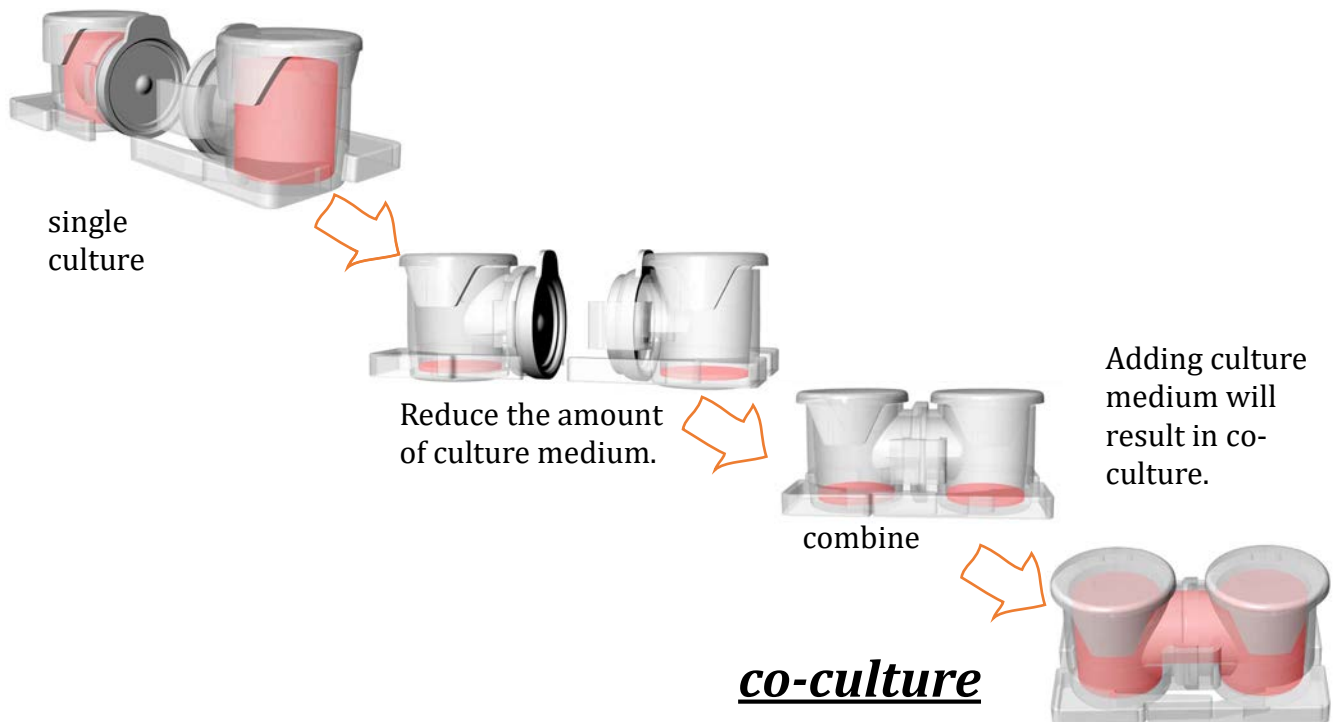 single
culture
Reduce the amount
of culture medium.
combine
Adding culture
medium will
result in co-
culture.
co-culture